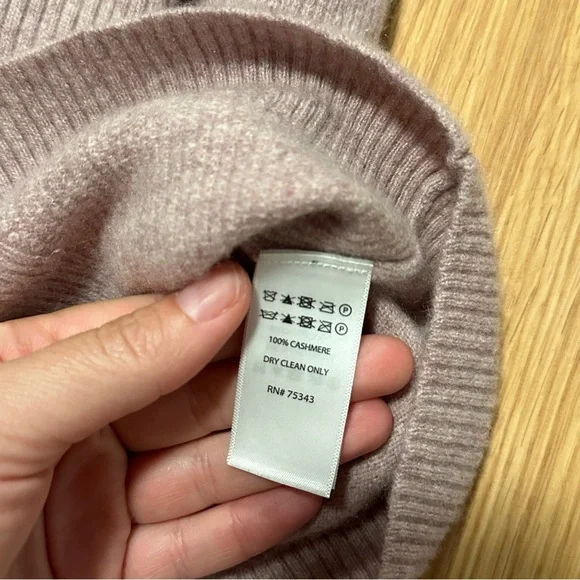 P
P
100% CASHMERE
DRY CLEAN ONLY
RN# 75343